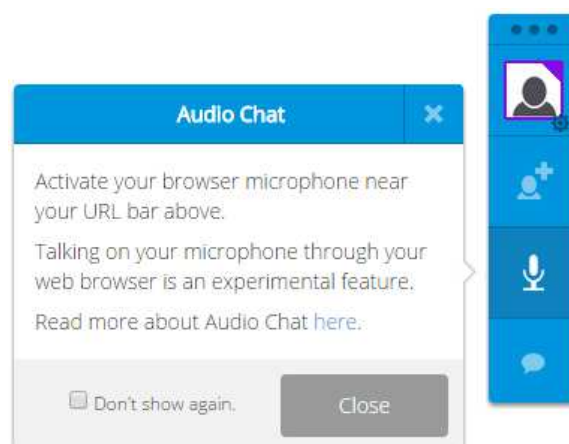 Audio Chat
Activate your browser microphone near
your URL bar above.
Talking on your microphone through your
web browser is an experimental feature.
Read more about Audio Chat here.
Don't show again.
Close